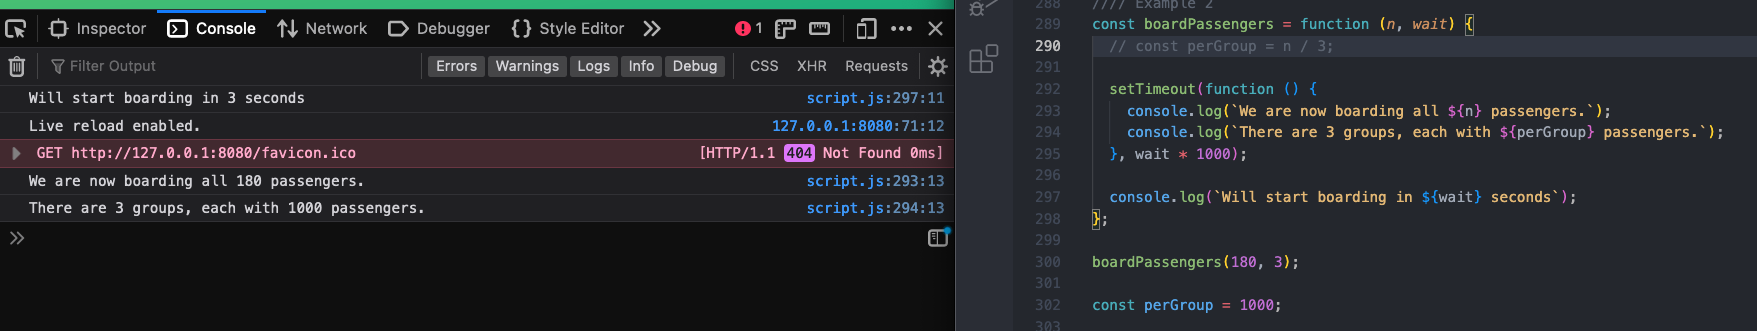 Inspector
Console
Network
Debugger
{} Style Editor
1
Filter Output
Errors
Warnings
Logs
Info
Debug
CSS
XHR
Requests
Will start boarding in 3 seconds
script.js:297:11
Live reload enabled.
127.0.0.1:8080:71:12
GET http://127.0.0.1:8080/favicon.ico
[HTTP/1.1 404 Not Found 0ms]
We are now boarding all 180 passengers.
script.js:293:13
There are 3 groups, each with 1000 passengers.
script.js:294:13
288 //// Example 2
289 const boardPassengers = function (n, wait) {
290 // const perGroup = n / 3;
291
292 setTimeout(function () {
293 console.log(`We are now boarding all ${n} passengers.`);
294 console.log(`There are 3 groups, each with ${perGroup} passengers.`);
295 }, wait * 1000);
296
297 console.log(`Will start boarding in ${wait} seconds`);
298 };
299
300 boardPassengers(180, 3);
301
302 const perGroup = 1000;
303